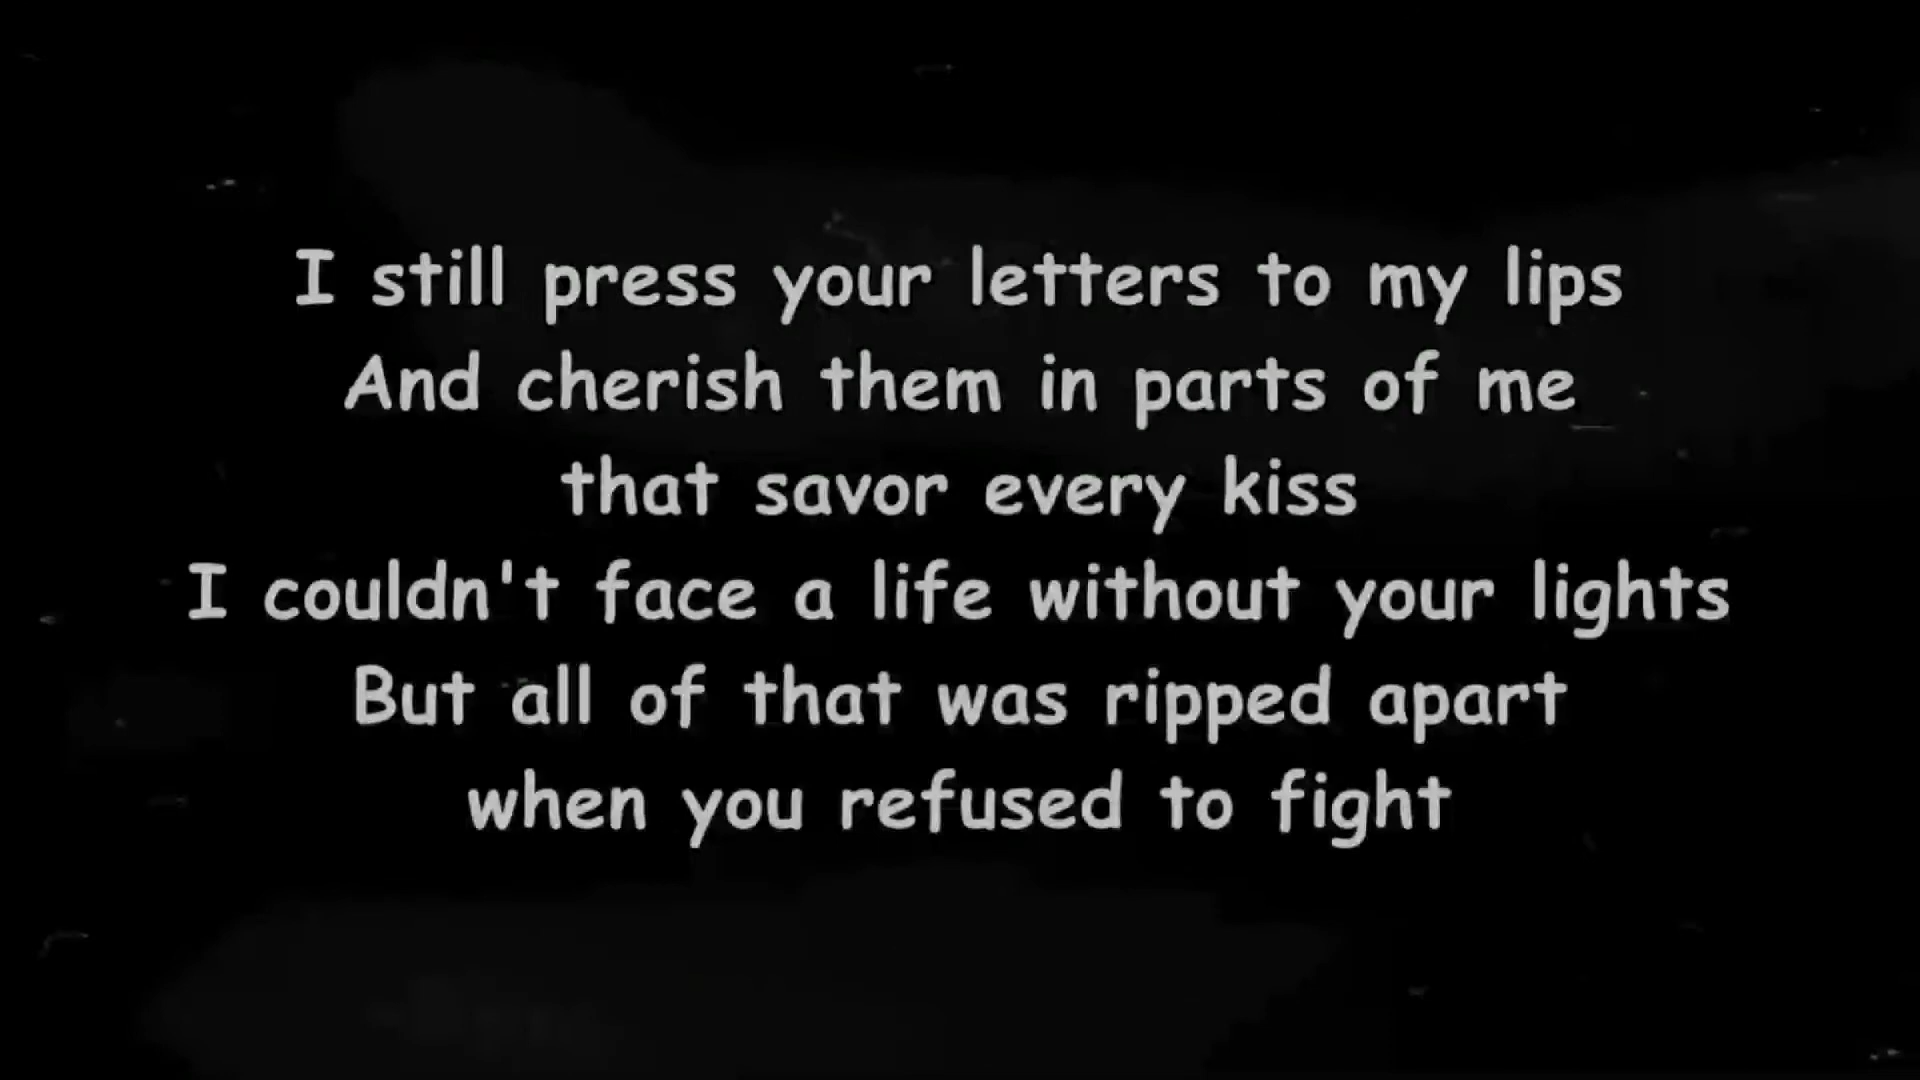 I still press your letters to my lips
And cherish them in parts of me
that savor every kiss
I couldn't face a life without your lights
But all of that was ripped apart
when you refused to fight